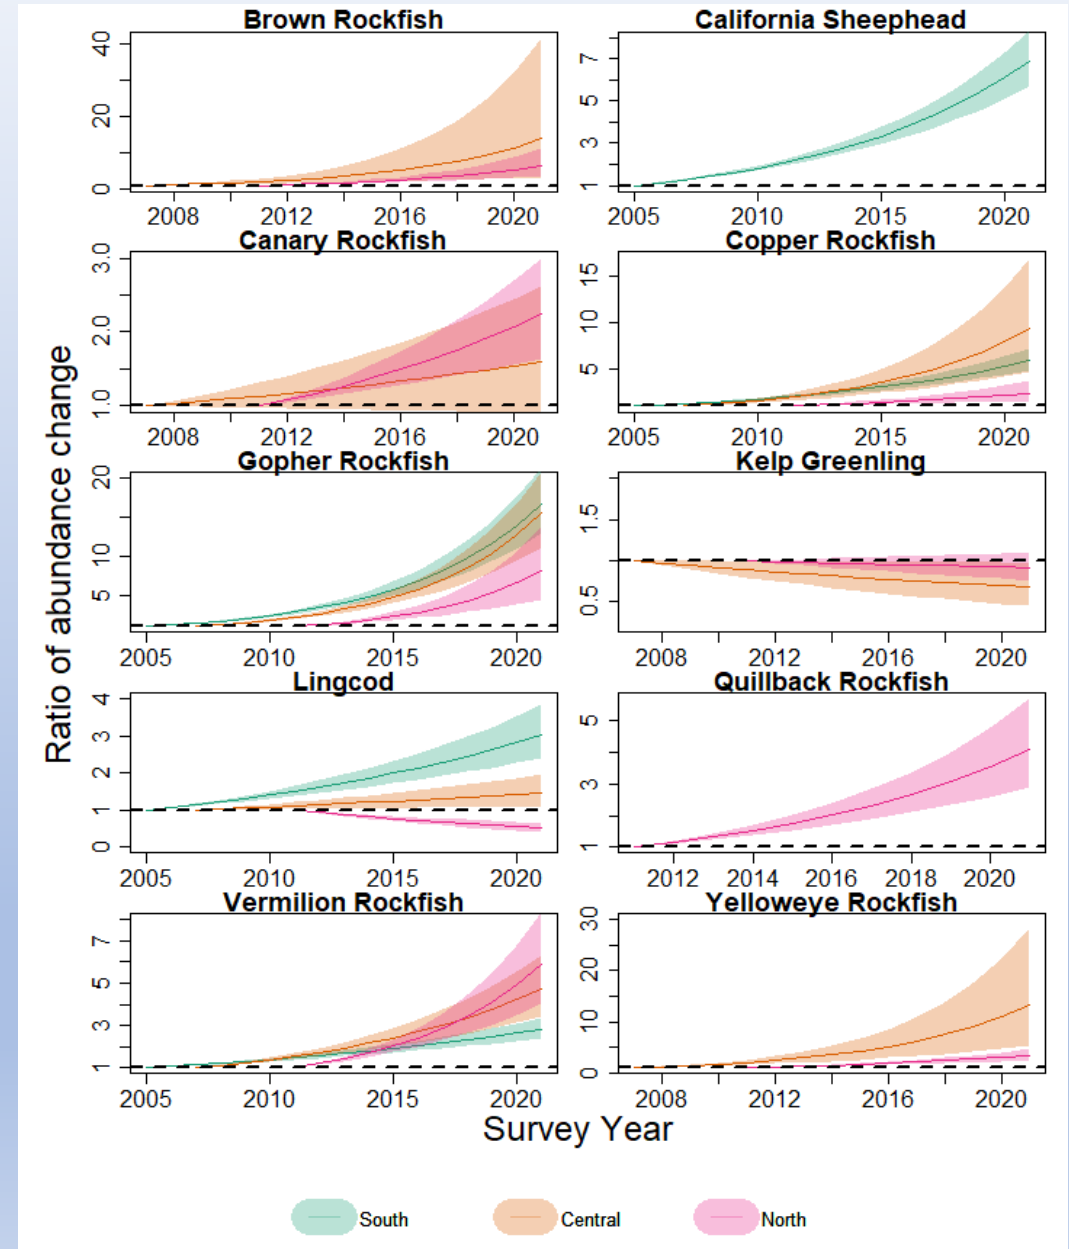 Brown Rockfish
California Sheephead
0 20 40
1 3 5 7
2008 2012 2016 2020
2005 2010 2015 2020
Canary Rockfish
Copper Rockfish
1.0 2.0 3.0
5 10 15
2008 2012 2016 2020
2005 2010 2015 2020
Gopher Rockfish
Kelp Greenling
5 10 20
0.5 1.5
2005 2010 2015 2020
2008 2012 2016 2020
Lingcod
Quillback Rockfish
0 1 2 3 4
1 3 5
2005 2010 2015 2020
2012 2014 2016 2018 2020
Vermilion Rockfish
Yelloweye Rockfish
1 3 5 7
0 10 20 30
2005 2010 2015 2020
2008 2012 2016 2020
Ratio of abundance change
Survey Year
South
Central
North